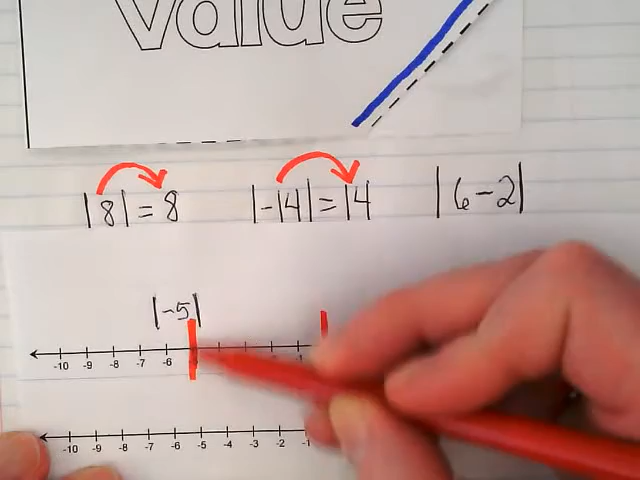 Value
|8| = 8 |-14| = 14 |6-2|
|-5|
-10 -9 -8 -7 -6 -1
-10 -9 -8 -7 -6 -5 -4 -3 -2 -1